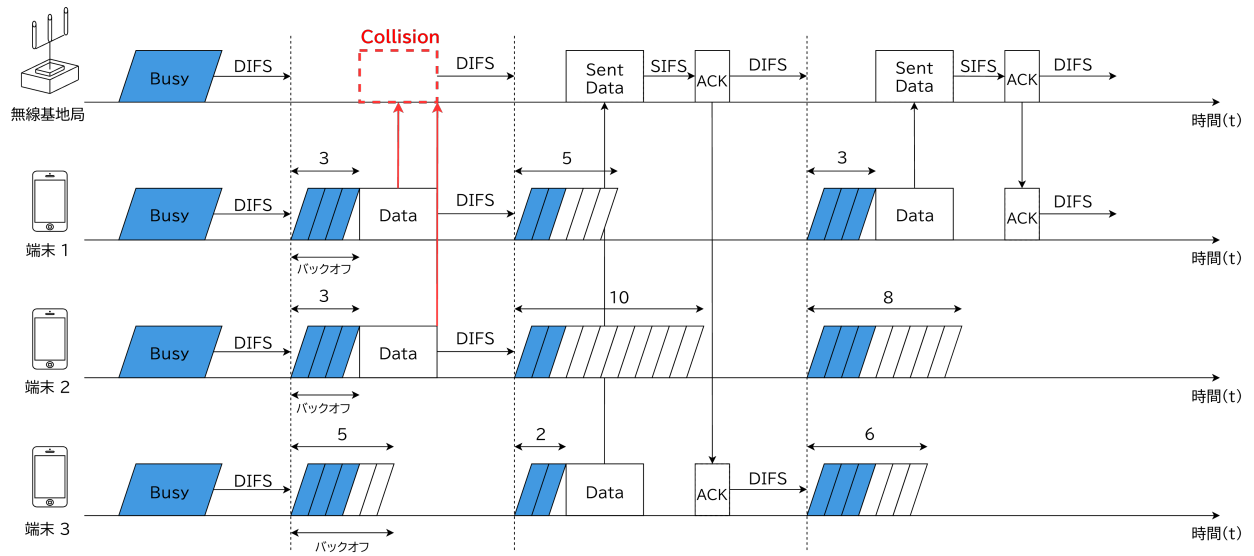 Collision
Busy
DIFS
DIFS
Sent
Data
SIFS
ACK
DIFS
Sent
Data
SIFS
ACK
DIFS
無線基地局
時間(t)
3
5
3
Busy
DIFS
Data
DIFS
Data
ACK
DIFS
端末 1
バックオフ
時間(t)
3
10
8
Busy
DIFS
Data
DIFS
端末 2
バックオフ
時間(t)
5
2
6
Busy
DIFS
Data
ACK
DIFS
端末 3
バックオフ
時間(t)